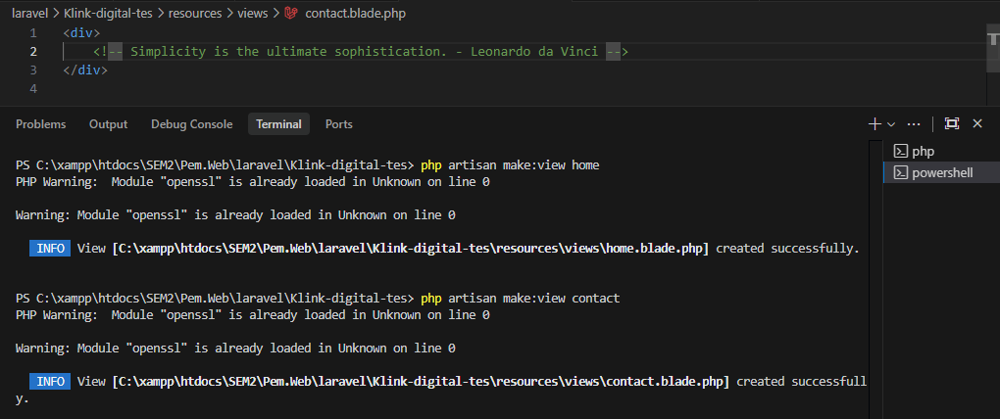 laravel > Klink-digital-tes > resources > views > contact.blade.php
1 <div>
2 <!-- Simplicity is the ultimate sophistication. - Leonardo da Vinci -->
3 </div>
4
Problems Output Debug Console Terminal Ports
php
powershell
PS C:\xampp\htdocs\SEM2\Pem.Web\laravel\Klink-digital-tes> php artisan make:view home
PHP Warning:  Module "openssl" is already loaded in Unknown on line 0
Warning: Module "openssl" is already loaded in Unknown on line 0
INFO View [C:\xampp\htdocs\SEM2\Pem.Web\laravel\Klink-digital-tes\resources\views\home.blade.php] created successfully.
PS C:\xampp\htdocs\SEM2\Pem.Web\laravel\Klink-digital-tes> php artisan make:view contact
PHP Warning:  Module "openssl" is already loaded in Unknown on line 0
Warning: Module "openssl" is already loaded in Unknown on line 0
INFO View [C:\xampp\htdocs\SEM2\Pem.Web\laravel\Klink-digital-tes\resources\views\contact.blade.php] created successfull
y.